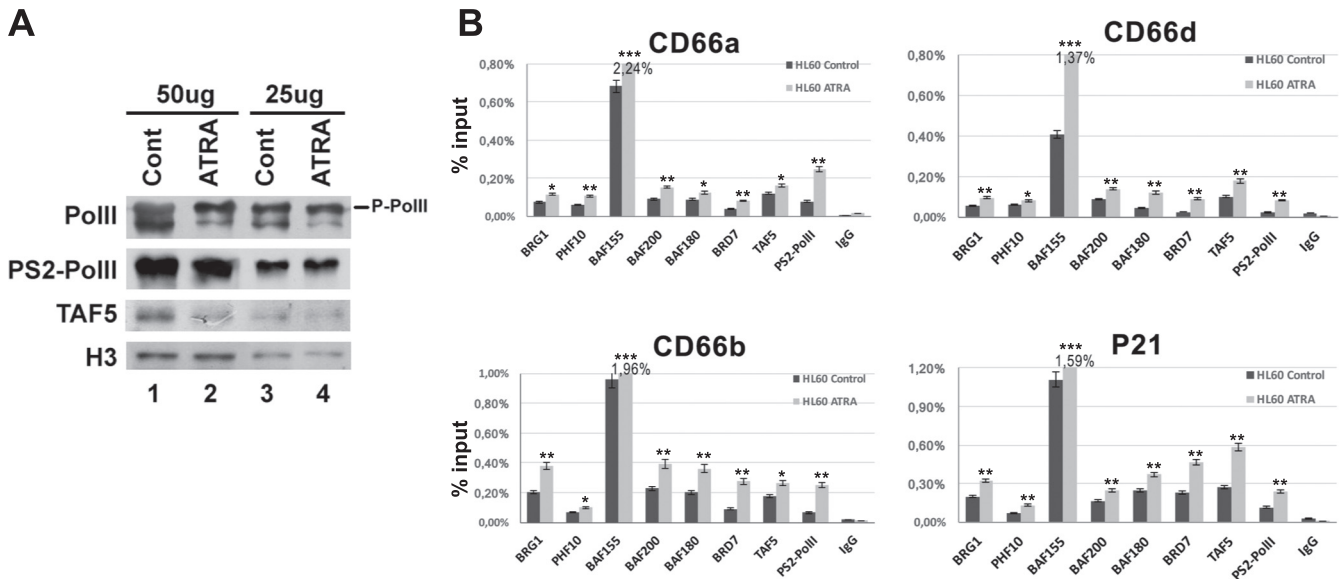 A
50ug 25ug
Cont ATRA Cont ATRA
PolII P-PolII
PS2-PolII
TAF5
H3
1 2 3 4
B
CD66a
% input
0,80%
0,60%
0,40%
0,20%
0,00%
***
2,24%
* ** ** * ** * **
HL60 Control
HL60 ATRA
BRG1 PHF10 BAF155 BAF200 BAF180 BRD7 TAF5 PS2-PolII IgG
CD66d
0,80%
0,60%
0,40%
0,20%
0,00%
***
1,37%
** * ** ** ** ** **
HL60 Control
HL60 ATRA
BRG1 PHF10 BAF155 BAF200 BAF180 BRD7 TAF5 PS2-PolII IgG
CD66b
% input
1,00%
0,80%
0,60%
0,40%
0,20%
0,00%
***
1,96%
** * ** ** ** * **
HL60 Control
HL60 ATRA
BRG1 PHF10 BAF155 BAF200 BAF180 BRD7 TAF5 PS2-PolII IgG
P21
1,20%
0,90%
0,60%
0,30%
0,00%
***
1,59%
** ** ** ** ** ** **
HL60 Control
HL60 ATRA
BRG1 PHF10 BAF155 BAF200 BAF180 BRD7 TAF5 PS2-PolII IgG